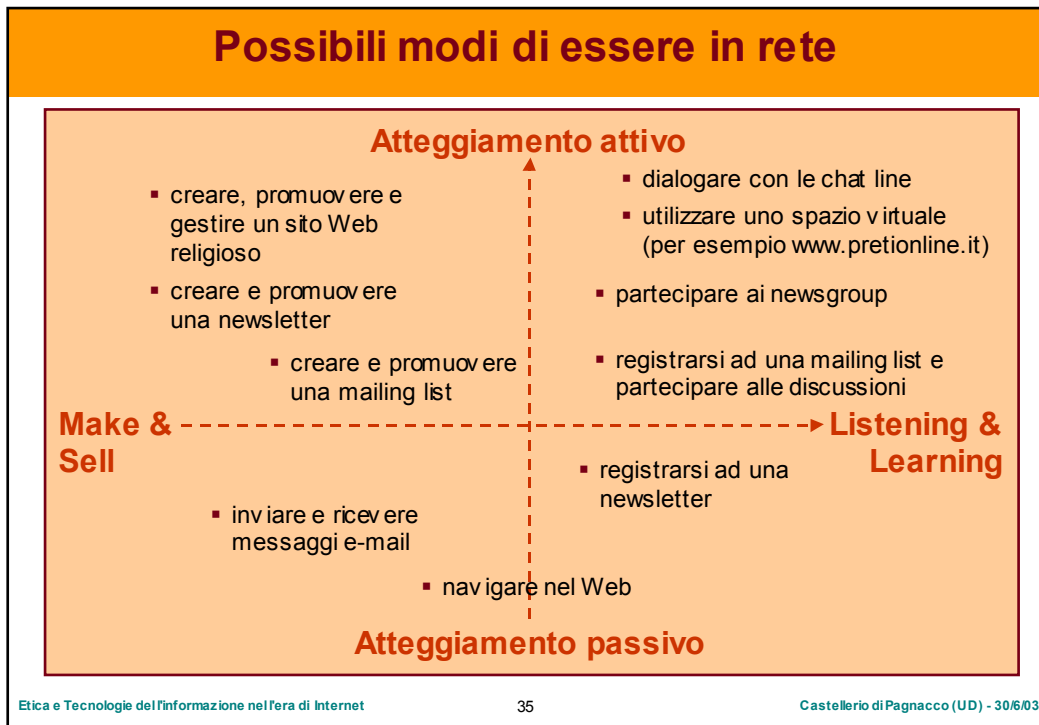 Possibili modi di essere in rete
Atteggiamento attivo
▪ creare, promuovere e
gestire un sito Web
religioso
▪ creare e promuovere
una newsletter
▪ creare e promuovere
una mailing list
▪ dialogare con le chat line
▪ utilizzare uno spazio virtuale
(per esempio www.pretionline.it)
▪ partecipare ai newsgroup
▪ registrarsi ad una mailing list e
partecipare alle discussioni
Make &
Sell
Listening &
Learning
▪ registrarsi ad una
newsletter
▪ inviare e ricevere
messaggi e-mail
▪ navigare nel Web
Atteggiamento passivo
Etica e Tecnologie dell'informazione nell'era di Internet
35
Castellerio di Pagnacco (UD) - 30/6/03